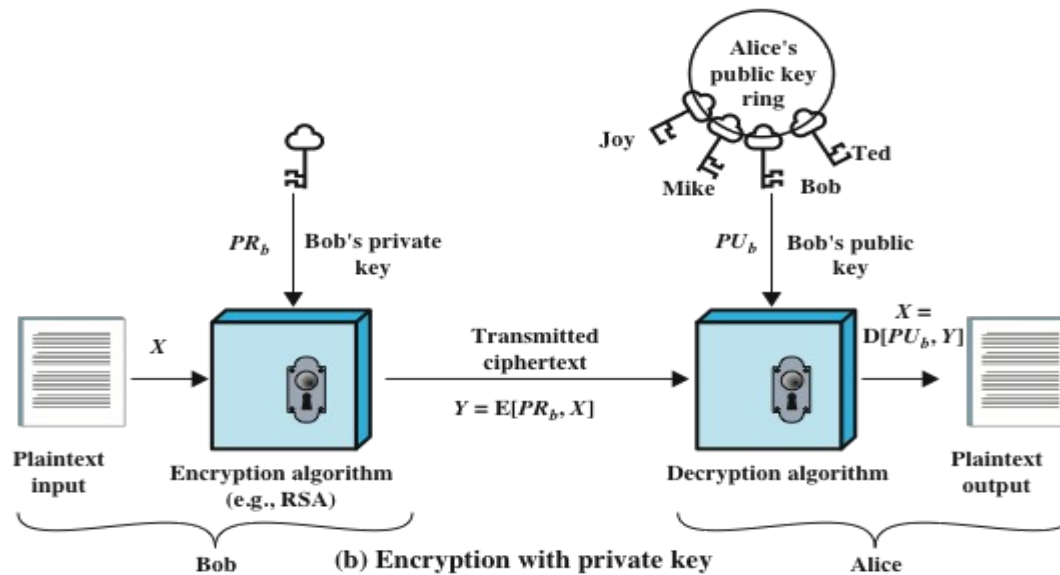 Alice's
public key
ring
Joy
Mike
Bob
Ted
PR_b
Bob's private
key
PU_b
Bob's public
key
X
Transmitted
ciphertext
Y = E[PR_b, X]
X =
D[PU_b, Y]
Plaintext
input
Encryption algorithm
(e.g., RSA)
Decryption algorithm
Plaintext
output
Bob
(b) Encryption with private key
Alice